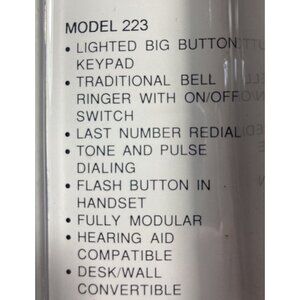 MODEL 223
• LIGHTED BIG BUTTON
KEYPAD
• TRADITIONAL BELL
RINGER WITH ON/OFF
SWITCH
• LAST NUMBER REDIAL
• TONE AND PULSE
DIALING
• FLASH BUTTON IN
HANDSET
• FULLY MODULAR
• HEARING AID
COMPATIBLE
• DESK/WALL
CONVERTIBLE